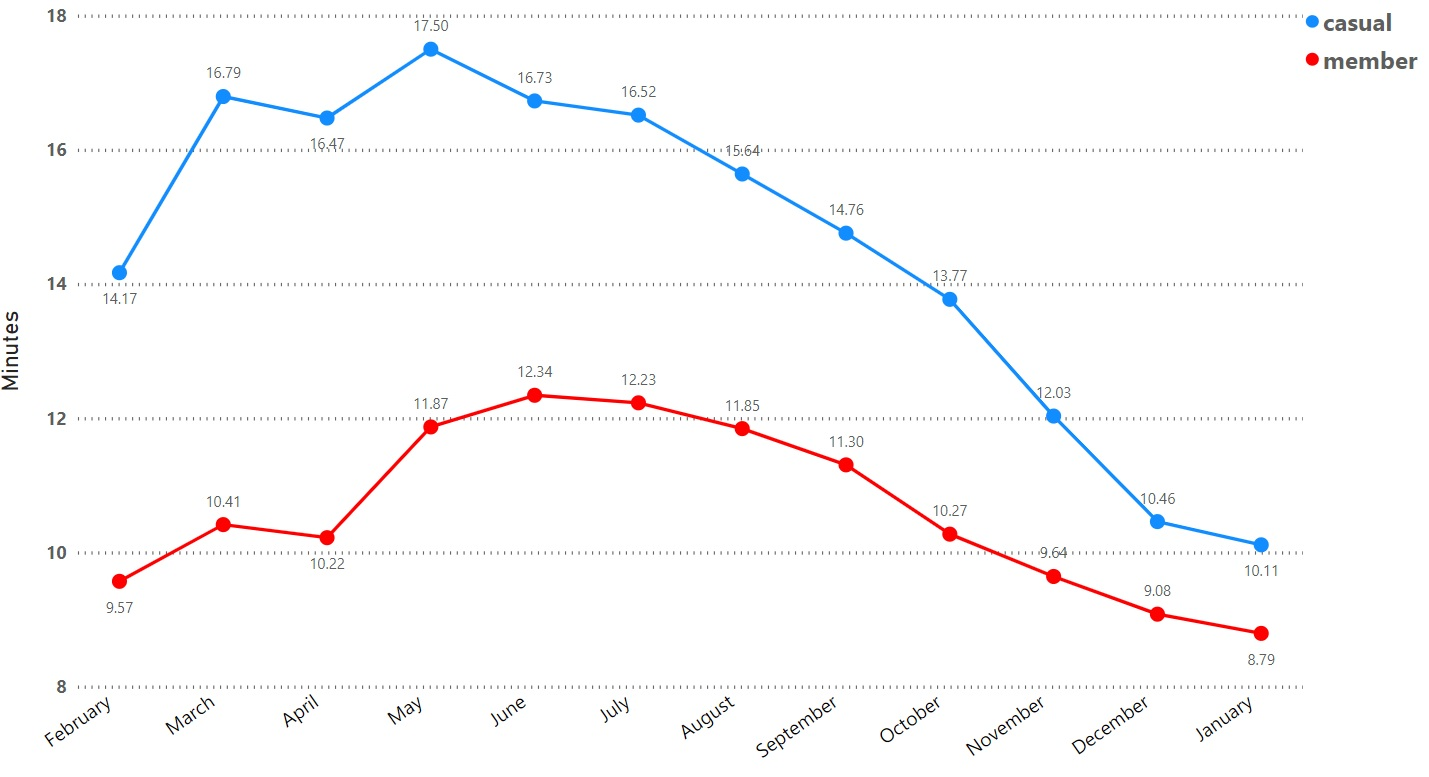 18
17.50
casual
16.79
16.73
16.52
member
16.47
16
15.64
14.76
14.17
14
13.77
Minutes
12.34
12.23
12.03
11.87
11.85
12
11.30
10.41
10.46
10.27
10.22
10
9.64
10.11
9.57
9.08
8.79
8
February
March
April
May
June
July
August
September
October
November
December
January